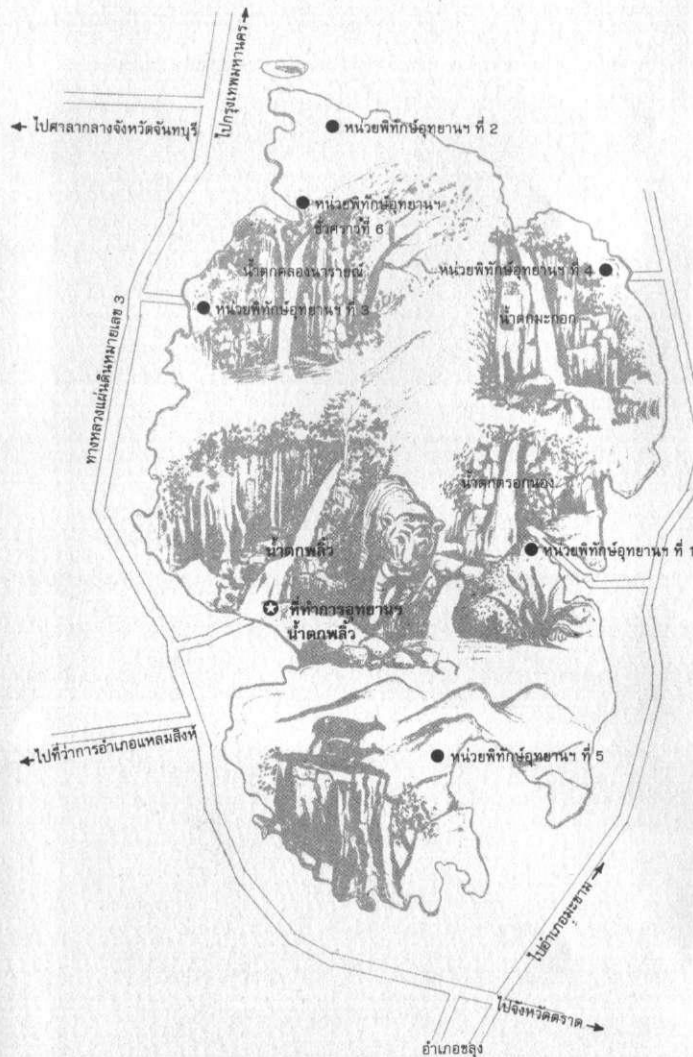 ไปกรุงเทพมหานคร
ไปศาลากลางจังหวัดจันทบุรี
หน่วยพิทักษ์อุทยานฯ ที่ 2
หน่วยพิทักษ์อุทยานฯ
ชั่วคราวที่ 6
น้ำตกคลองนารายณ์
หน่วยพิทักษ์อุทยานฯ ที่ 4
หน่วยพิทักษ์อุทยานฯ ที่ 3
น้ำตกมะกอก
ทางหลวงแผ่นดินหมายเลข 3
น้ำตกตรอกนอง
น้ำตกพลิ้ว
หน่วยพิทักษ์อุทยานฯ ที่ 1
ที่ทำการอุทยานฯ
น้ำตกพลิ้ว
ไปที่ว่าการอำเภอแหลมสิงห์
หน่วยพิทักษ์อุทยานฯ ที่ 5
ไปอำเภอมะขาม
ไปจังหวัดตราด
อำเภอขลุง